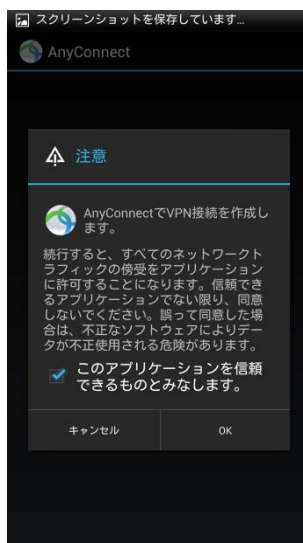 スクリーンショットを保存しています...
AnyConnect
注意
AnyConnectでVPN接続を作成し
ます。
続行すると、すべてのネットワークト
ラフィックの傍受をアプリケーション
に許可することになります。信頼でき
るアプリケーションでない限り、同意
しないでください。誤って同意した場
合は、不正なソフトウェアによりデー
タが不正使用される危険があります。
このアプリケーションを信頼
できるものとみなします。
キャンセル
OK